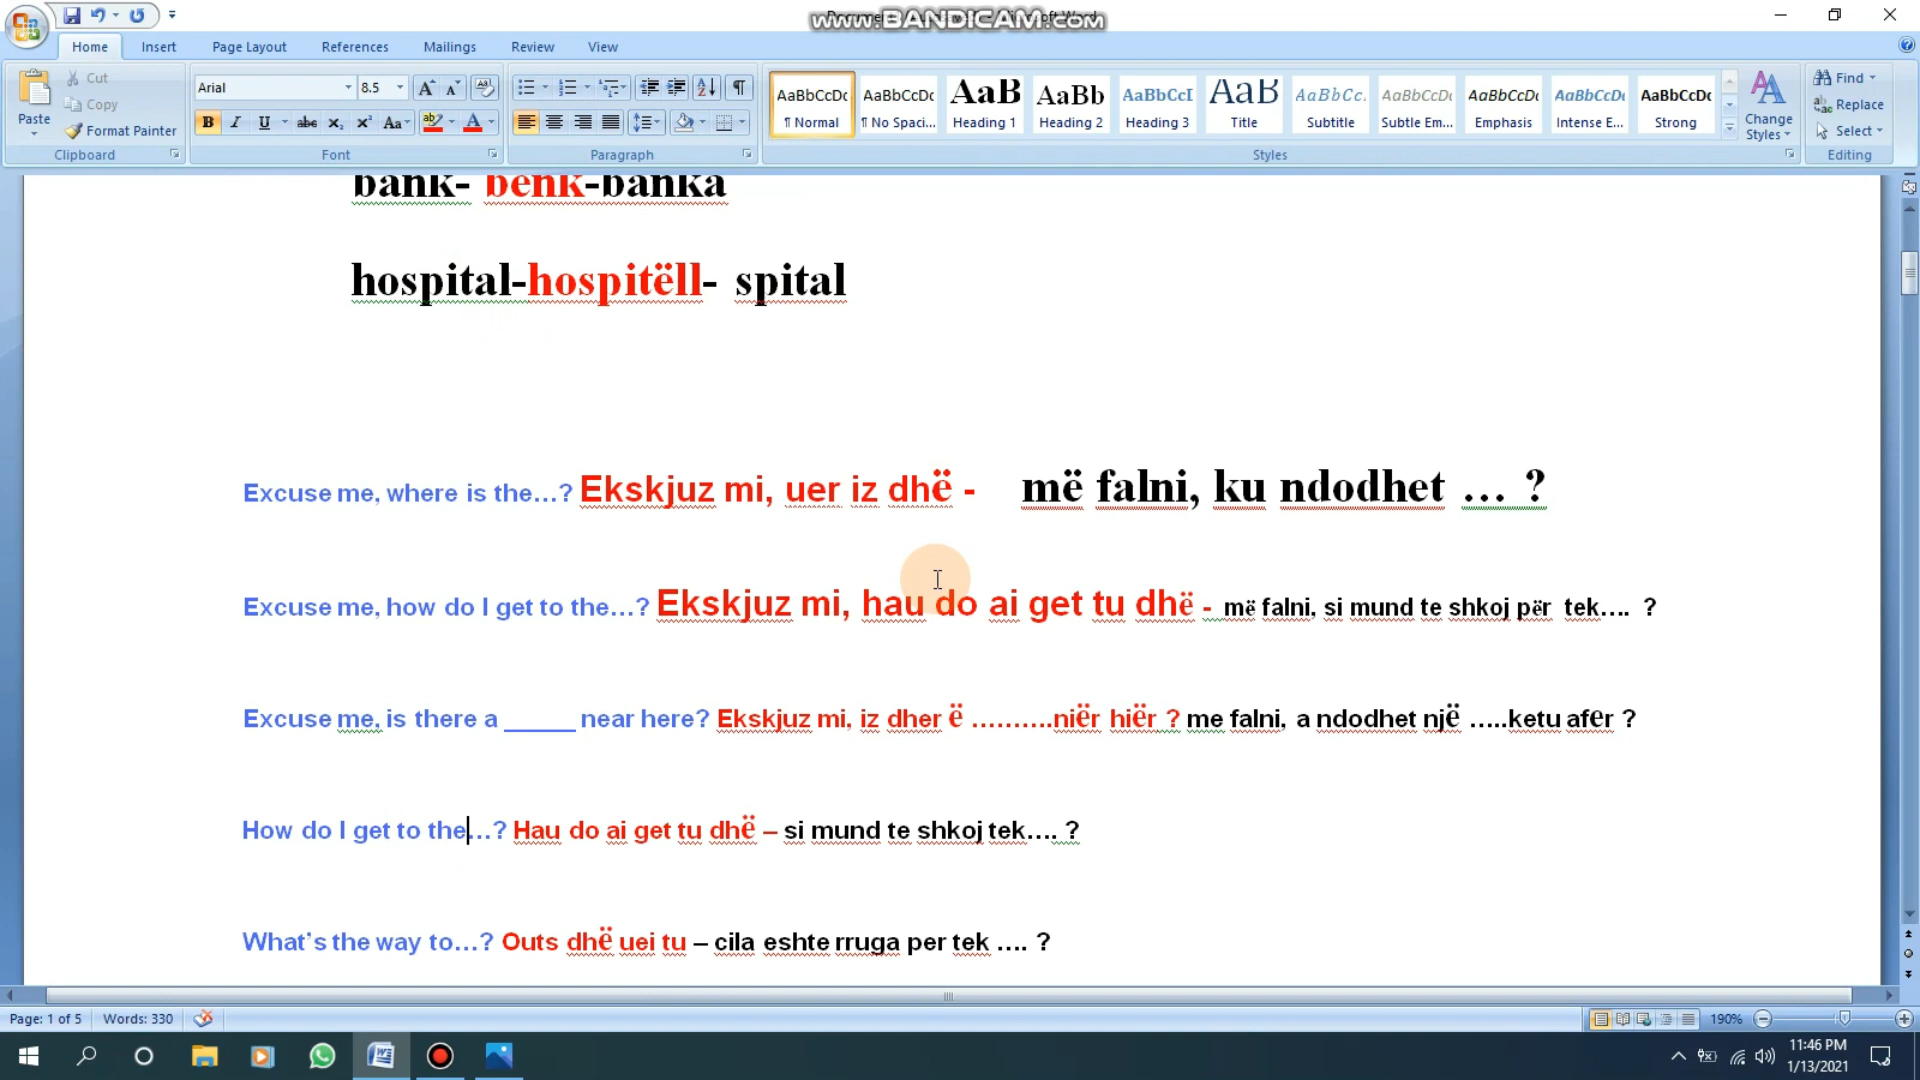 www.BANDICAM.com
Home Insert Page Layout References Mailings Review View
Paste
Cut
Copy
Format Painter
Clipboard
Arial 8.5
Font
Paragraph
AaBbCcDc AaBbCcDc AaB AaBb AaBbCcI AaB AaBbCc. AaBbCcDc AaBbCcDc AaBbCcDc AaBbCcDc
¶ Normal ¶ No Spaci... Heading 1 Heading 2 Heading 3 Title Subtitle Subtle Em... Emphasis Intense E... Strong
Change Styles
Styles
Find
Replace
Select
Editing
bank- benk-banka
hospital-hospitëll- spital
Excuse me, where is the…? Ekskjuz mi, uer iz dhë - më falni, ku ndodhet … ?
Excuse me, how do I get to the…? Ekskjuz mi, hau do ai get tu dhë - më falni, si mund te shkoj për tek…. ?
Excuse me, is there a _____ near here? Ekskjuz mi, iz dher ë ……….niër hiër ? me falni, a ndodhet një …..ketu afer ?
How do I get to the…? Hau do ai get tu dhë – si mund te shkoj tek…. ?
What’s the way to…? Outs dhë uei tu – cila eshte rruga per tek …. ?
Page: 1 of 5 Words: 330 190%
11:46 PM
1/13/2021